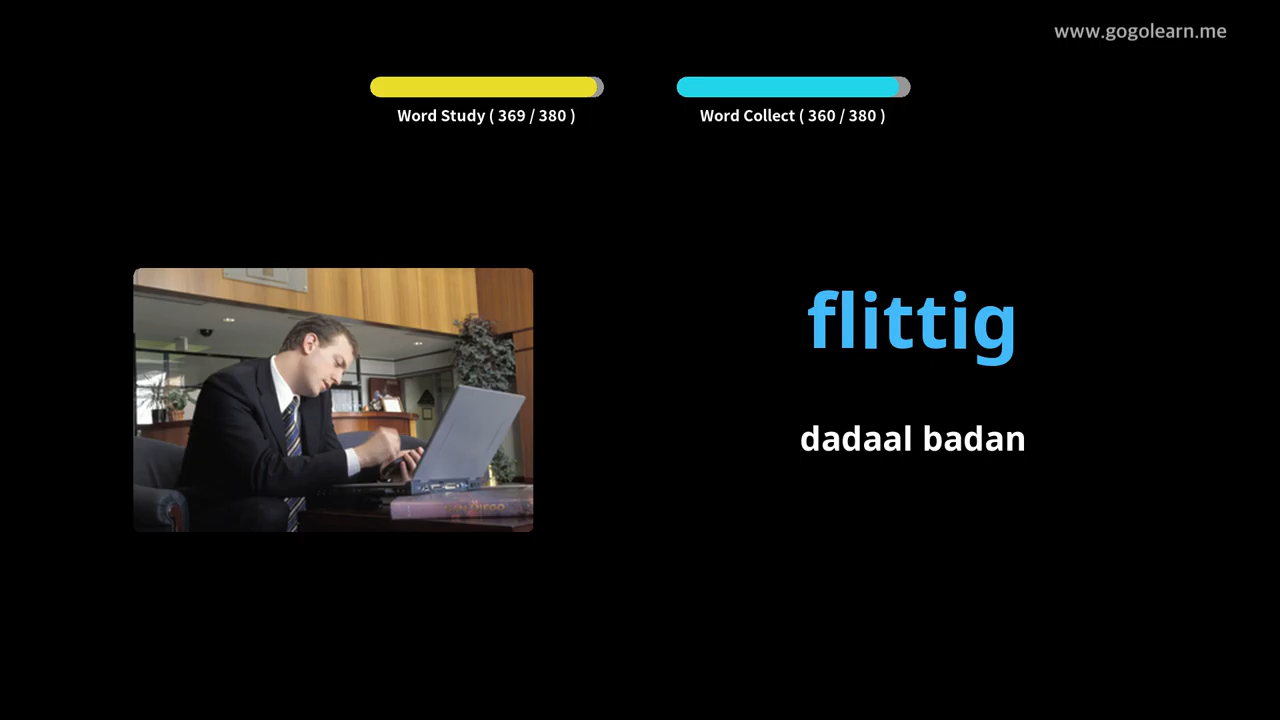 www.gogolearn.me
Word Study ( 369 / 380 )
Word Collect ( 360 / 380 )
flittig
dadaal badan